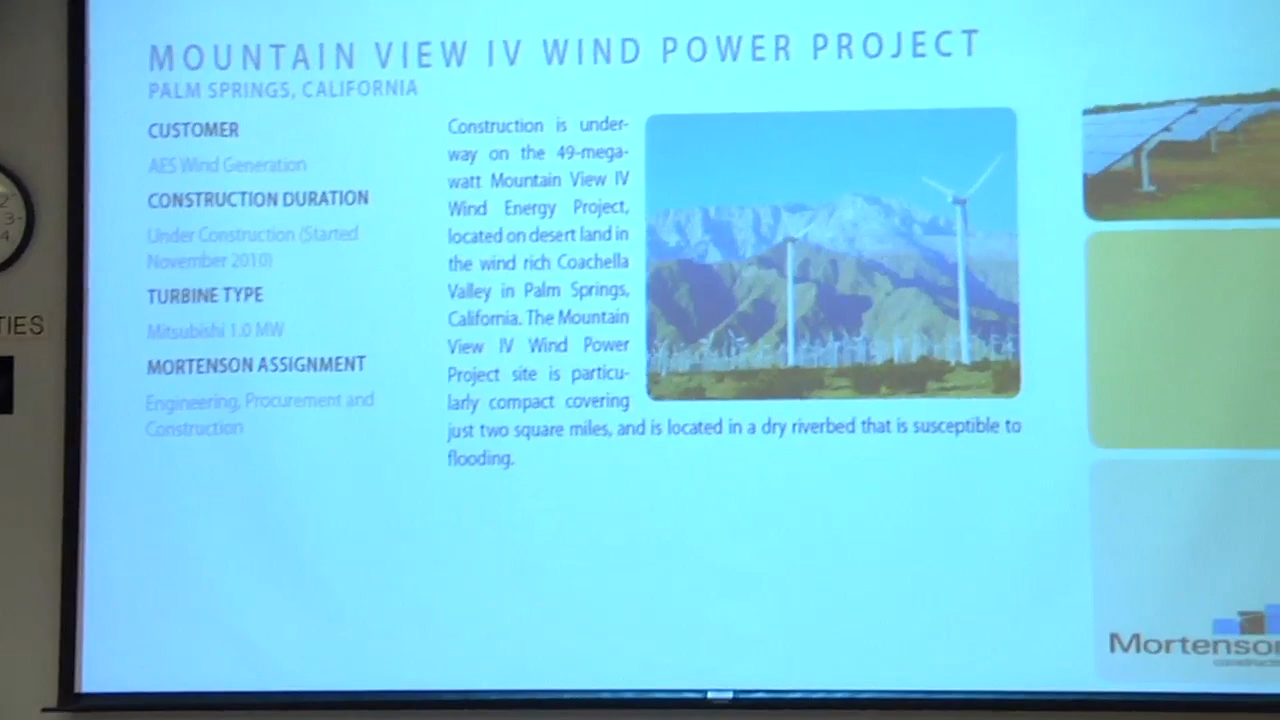 MOUNTAIN VIEW IV WIND POWER PROJECT
PALM SPRINGS, CALIFORNIA
CUSTOMER
AES Wind Generation
CONSTRUCTION DURATION
Under Construction (Started
November 2010)
TURBINE TYPE
Mitsubishi 1.0 MW
MORTENSON ASSIGNMENT
Engineering, Procurement and
Construction
Construction is under-
way on the 49-mega-
watt Mountain View IV
Wind Energy Project,
located on desert land in
the wind rich Coachella
Valley in Palm Springs,
California. The Mountain
View IV Wind Power
Project site is particu-
larly compact covering
just two square miles, and is located in a dry riverbed that is susceptible to
flooding.
Mortenson
2
3
4
TIES